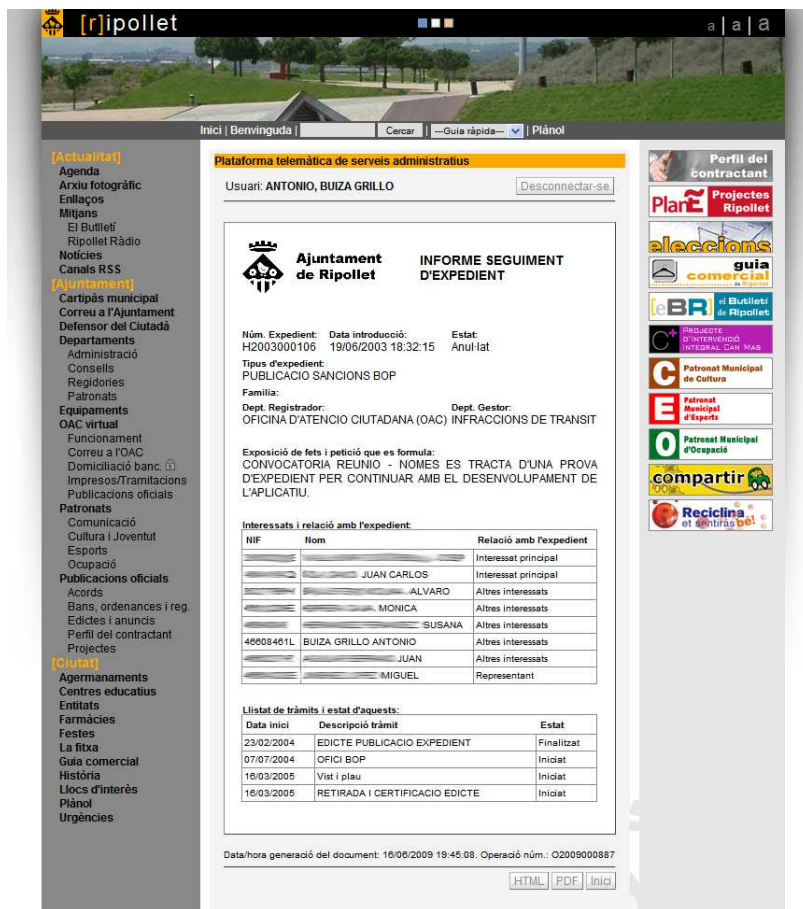 [r]ipollet
a | a | a
Inici | Benvinguda | Cercar | ---Guia ràpida--- | Plànol
[Actualitat]
Agenda
Arxiu fotogràfic
Enllaços
Mitjans
El Butlletí
Ripollet Ràdio
Notícies
Canals RSS
[Ajuntament]
Cartipàs municipal
Correu a l'Ajuntament
Defensor del Ciutadà
Departaments
Administració
Consells
Regidories
Patronats
Equipaments
OAC virtual
Funcionament
Correu a l'OAC
Domiciliació banc.
Impresos/Tramitacions
Publicacions oficials
Patronats
Comunicació
Cultura i Joventut
Esports
Ocupació
Publicacions oficials
Acords
Bans, ordenances i reg.
Edictes i anuncis
Perfil del contractant
Projectes
[Ciutat]
Agermanaments
Centres educatius
Entitats
Farmàcies
Festes
La fitxa
Guia comercial
Història
Llocs d'interès
Plànol
Urgències
Plataforma telemàtica de serveis administratius
Usuari: ANTONIO, BUIZA GRILLO
Desconnectar-se
Ajuntament
de Ripollet
INFORME SEGUIMENT
D'EXPEDIENT
Núm. Expedient: Data introducció: Estat:
H2003000106 19/06/2003 18:32:15 Anul·lat
Tipus d'expedient:
PUBLICACIO SANCIONS BOP
Familia:
Dept. Registrador: Dept. Gestor:
OFICINA D'ATENCIO CIUTADANA (OAC) INFRACCIONS DE TRANSIT
Exposició de fets i petició que es formula:
CONVOCATORIA REUNIO - NOMES ES TRACTA D'UNA PROVA
D'EXPEDIENT PER CONTINUAR AMB EL DESENVOLUPAMENT DE
L'APLICATIU.
Interessats i relació amb l'expedient:
NIF Nom Relació amb l'expedient
Interessat principal
JUAN CARLOS Interessat principal
ALVARO Altres interessats
MONICA Altres interessats
SUSANA Altres interessats
46608461L BUIZA GRILLO ANTONIO Altres interessats
JUAN Altres interessats
MIGUEL Representant
Llistat de tràmits i estat d'aquests:
Data inici Descripció tràmit Estat
23/02/2004 EDICTE PUBLICACIO EXPEDIENT Finalitzat
07/07/2004 OFICI BOP Iniciat
16/03/2005 Vist i plau Iniciat
16/03/2005 RETIRADA I CERTIFICACIO EDICTE Iniciat
Data/hora generació del document: 16/06/2009 19:45:08. Operació núm.: O2009000887
HTML PDF Inici
Perfil del
contractant
PlanE Projectes
Ripollet
eleccions
guia
comercial
de Ripollet
[eBR] el Butlletí
de Ripollet
C+ PROJECTE
D'INTERVENCIÓ
INTEGRAL CAN MAS
C Patronat Municipal
de Cultura
E Patronat
Municipal
d'Esports
O Patronat Municipal
d'Ocupació
compartir
Recicl­ina
et sentiràs bé!